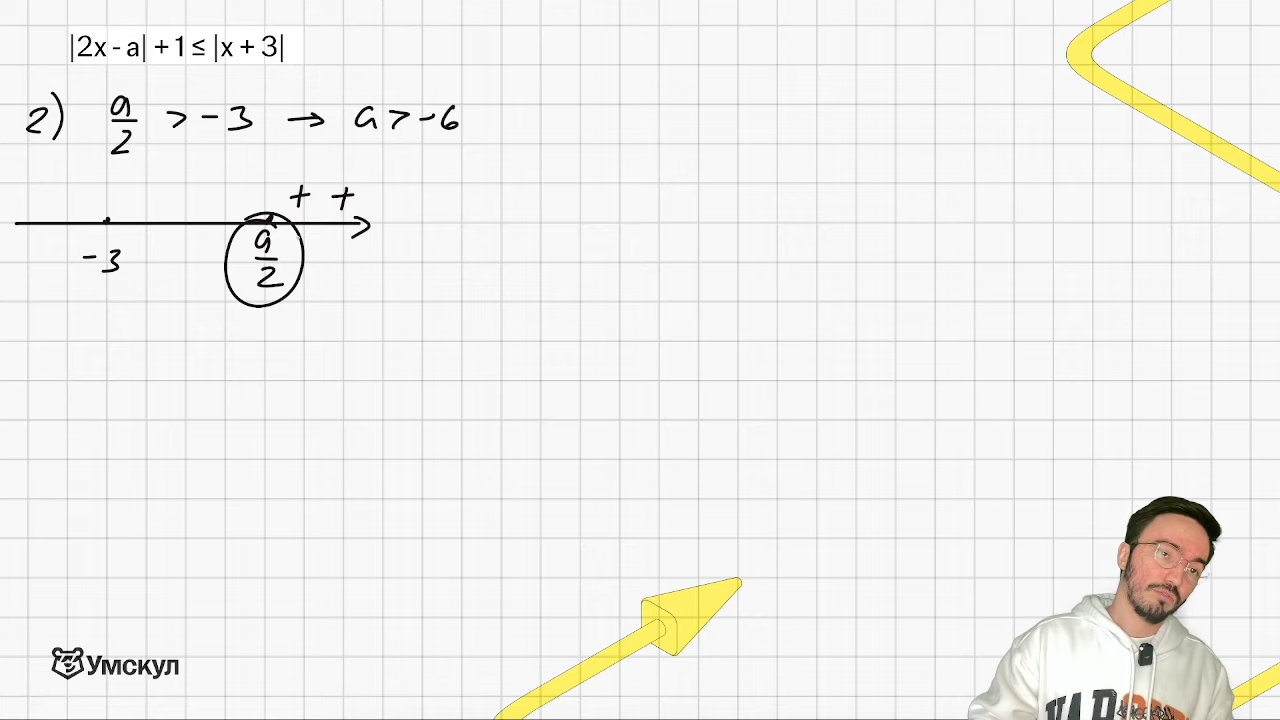 |2x - a| + 1 ≤ |x + 3|
2) a/2 > -3 → a > -6
+ +
-3 a/2
Умскул